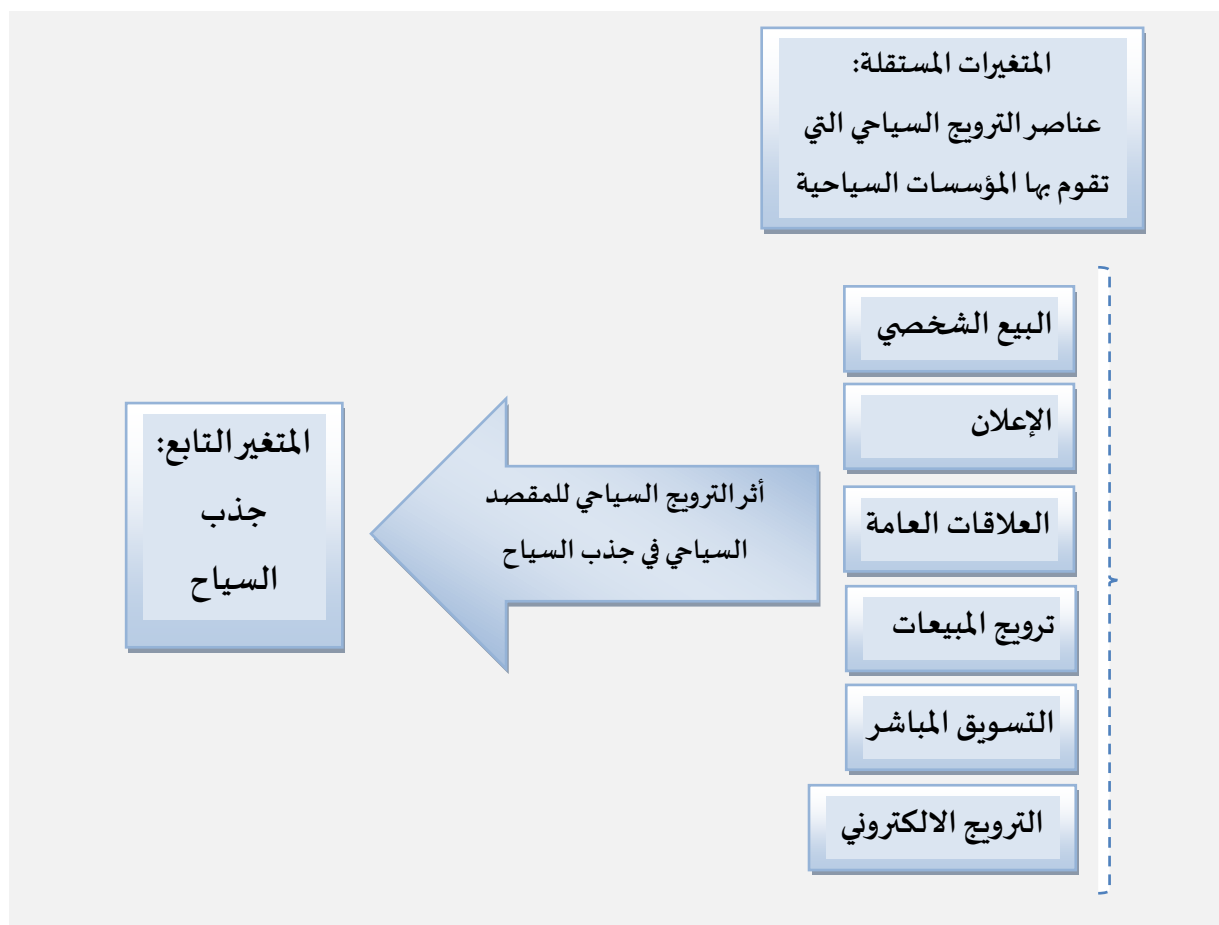 المتغيرات المستقلة:
عناصر الترويج السياحي التي
تقوم بها المؤسسات السياحية
البيع الشخصي
الإعلان
العلاقات العامة
ترويج المبيعات
التسويق المباشر
الترويج الالكتروني
أثر الترويج السياحي للمقصد
السياحي في جذب السياح
المتغير التابع:
جذب
السياح